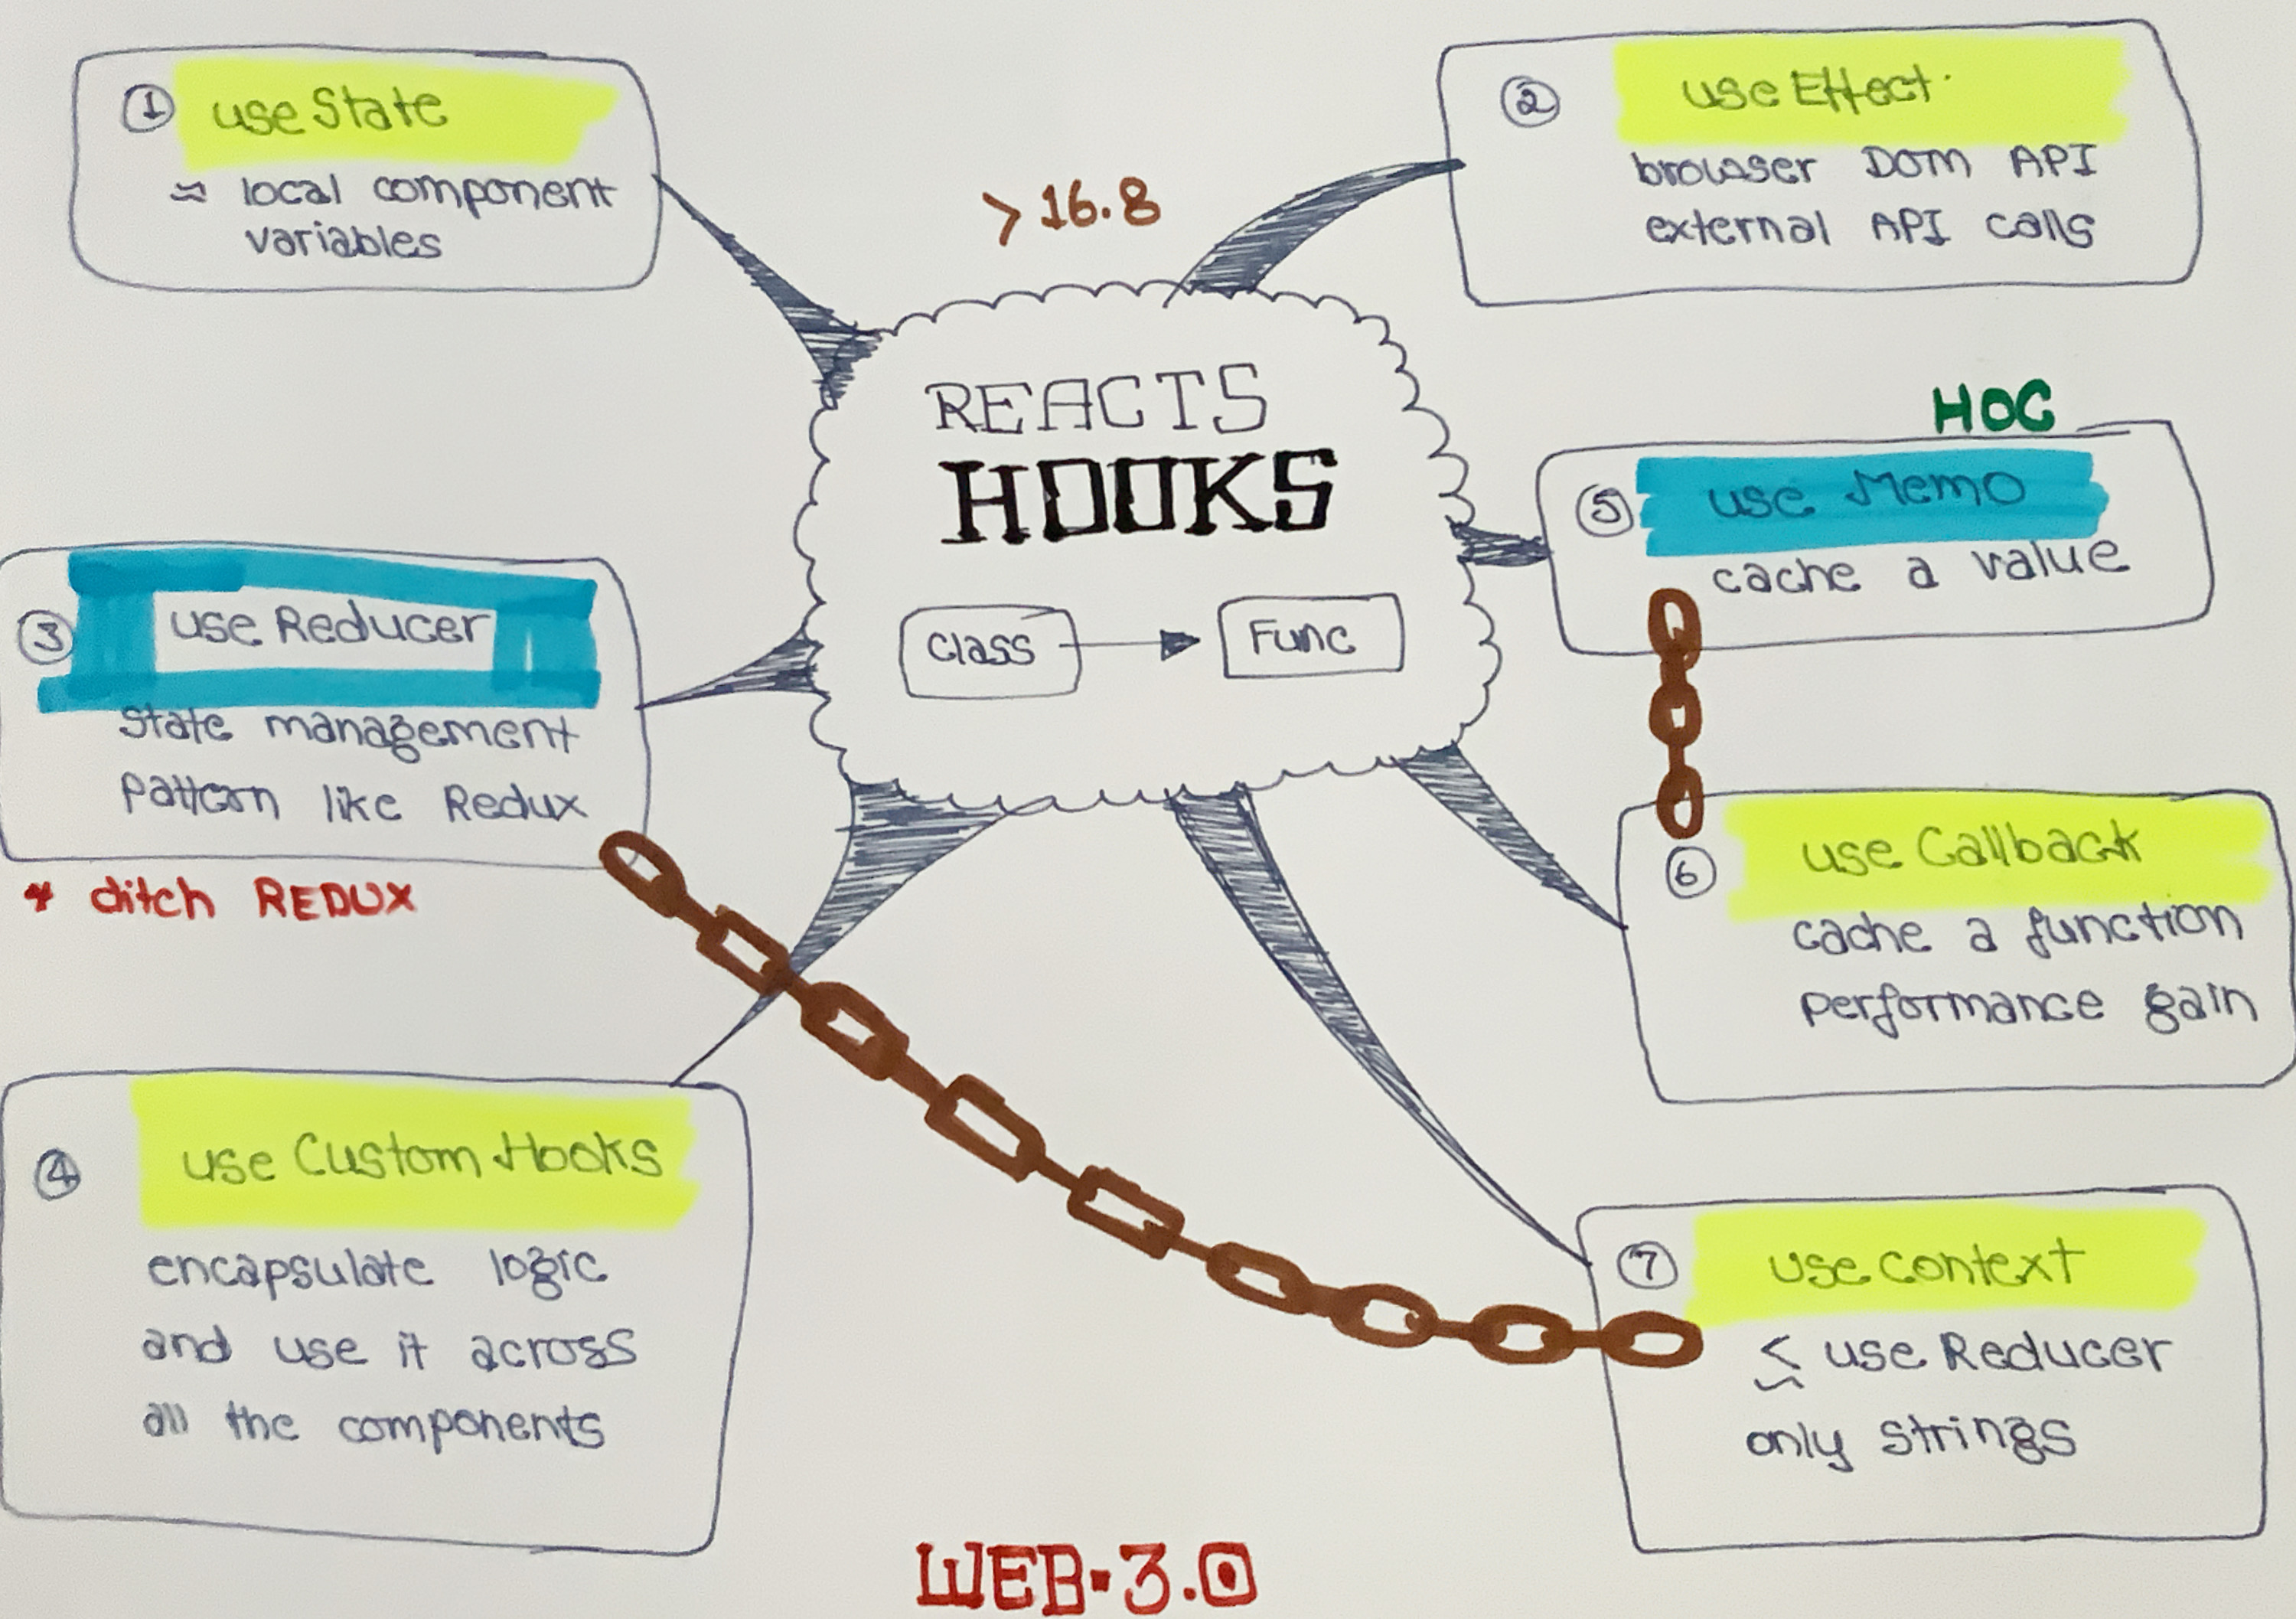 ① use State
≈ local component
variables
② use Effect
browser DOM API
external API calls
> 16.8
REACTS
HOOKS
Class → Func
HOC
⑤ use Memo
cache a value
③ use Reducer
State management
Pattern like Redux
* ditch REDUX
⑥ use Callback
cache a function
performance gain
④ use Custom Hooks
encapsulate logic
and use it across
all the components
⑦ use context
≤ use Reducer
only strings
WEB-3.0